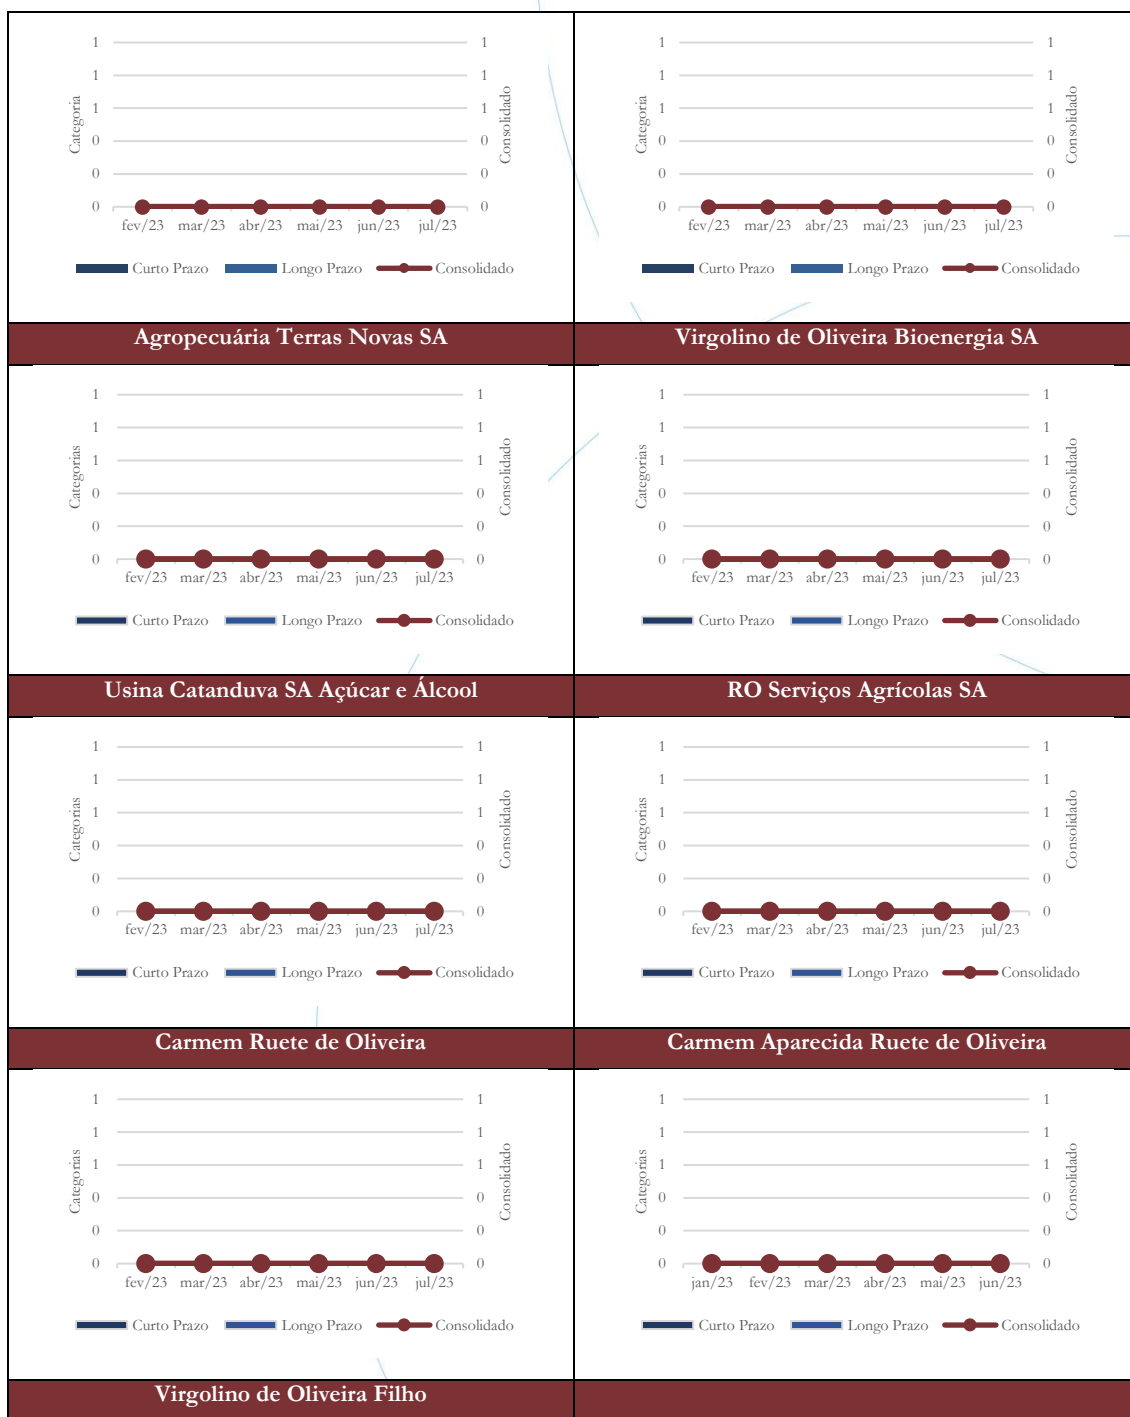 1 1
1 1
1 1
0 0
0 0
0 0
Categoria
Consolidado
fev/23 mar/23 abr/23 mai/23 jun/23 jul/23
Curto Prazo Longo Prazo Consolidado
1 1
1 1
1 1
0 0
0 0
0 0
Categoria
Consolidado
fev/23 mar/23 abr/23 mai/23 jun/23 jul/23
Curto Prazo Longo Prazo Consolidado
Agropecuária Terras Novas SA
Virgolino de Oliveira Bioenergia SA
1 1
1 1
1 1
0 0
0 0
0 0
Categorias
Consolidado
fev/23 mar/23 abr/23 mai/23 jun/23 jul/23
Curto Prazo Longo Prazo Consolidado
1 1
1 1
1 1
0 0
0 0
0 0
Categorias
Consolidado
fev/23 mar/23 abr/23 mai/23 jun/23 jul/23
Curto Prazo Longo Prazo Consolidado
Usina Catanduva SA Açúcar e Álcool
RO Serviços Agrícolas SA
1 1
1 1
1 1
0 0
0 0
0 0
Categorias
Consolidado
fev/23 mar/23 abr/23 mai/23 jun/23 jul/23
Curto Prazo Longo Prazo Consolidado
1 1
1 1
1 1
0 0
0 0
0 0
Categorias
Consolidado
fev/23 mar/23 abr/23 mai/23 jun/23 jul/23
Curto Prazo Longo Prazo Consolidado
Carmem Ruete de Oliveira
Carmem Aparecida Ruete de Oliveira
1 1
1 1
1 1
0 0
0 0
0 0
Categorias
Consolidado
fev/23 mar/23 abr/23 mai/23 jun/23 jul/23
Curto Prazo Longo Prazo Consolidado
1 1
1 1
1 1
0 0
0 0
0 0
Categorias
Consolidado
jan/23 fev/23 mar/23 abr/23 mai/23 jun/23
Curto Prazo Longo Prazo Consolidado
Virgolino de Oliveira Filho